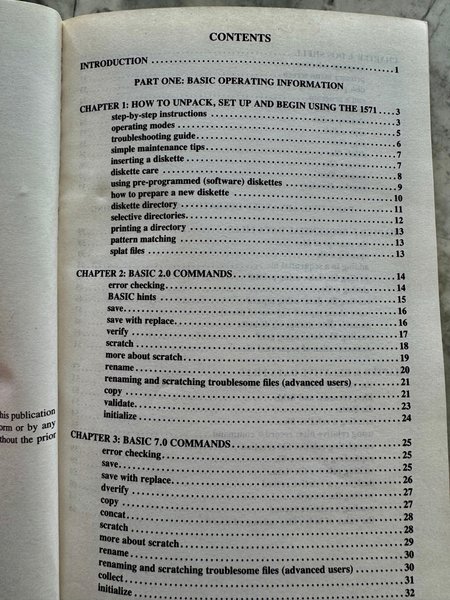 CONTENTS
INTRODUCTION ........ 1
PART ONE: BASIC OPERATING INFORMATION
CHAPTER 1: HOW TO UNPACK, SET UP AND BEGIN USING THE 1571 .... 3
step-by-step instructions ........ 3
operating modes ........ 5
troubleshooting guide ........ 6
simple maintenance tips ........ 7
inserting a diskette ........ 7
diskette care ........ 8
using pre-programmed (software) diskettes ........ 9
how to prepare a new diskette ........ 10
diskette directory ........ 11
selective directories ........ 12
printing a directory ........ 13
pattern matching ........ 13
splat files ........ 13
CHAPTER 2: BASIC 2.0 COMMANDS ........ 14
error checking ........ 14
BASIC hints ........ 15
save ........ 16
save with replace ........ 16
verify ........ 17
scratch ........ 18
more about scratch ........ 19
rename ........ 20
renaming and scratching troublesome files (advanced users) ........ 21
copy ........ 21
validate ........ 23
initialize ........ 24
CHAPTER 3: BASIC 7.0 COMMANDS ........ 25
error checking ........ 25
save ........ 25
save with replace ........ 26
dverify ........ 27
copy ........ 27
concat ........ 28
scratch ........ 28
more about scratch ........ 29
rename ........ 30
renaming and scratching troublesome files (advanced users) ........ 30
collect ........ 31
initialize ........ 32
his publication
orm or by any
thout the prior